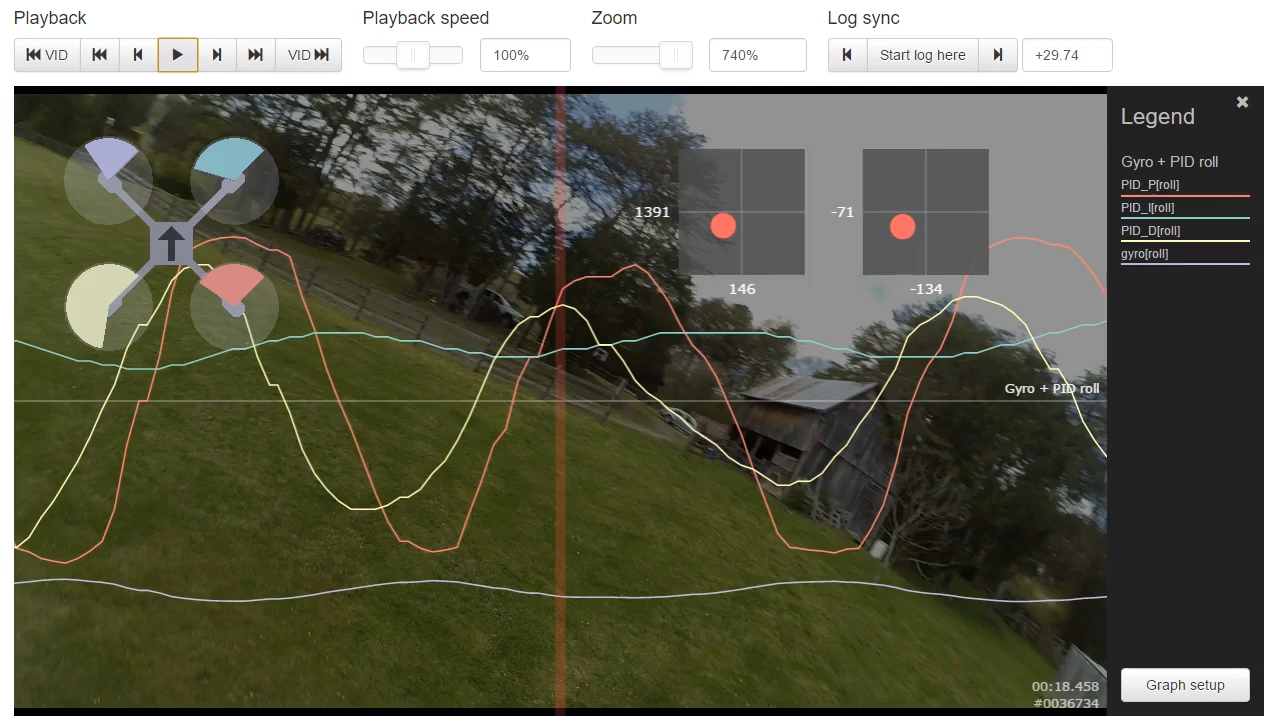 Playback
Playback speed
Zoom
Log sync
VID
VID
100%
740%
Start log here
+29.74
Legend
Gyro + PID roll
PID_P[roll]
PID_I[roll]
PID_D[roll]
gyro[roll]
1391
146
-71
-134
Gyro + PID roll
00:18.458
#0036734
Graph setup